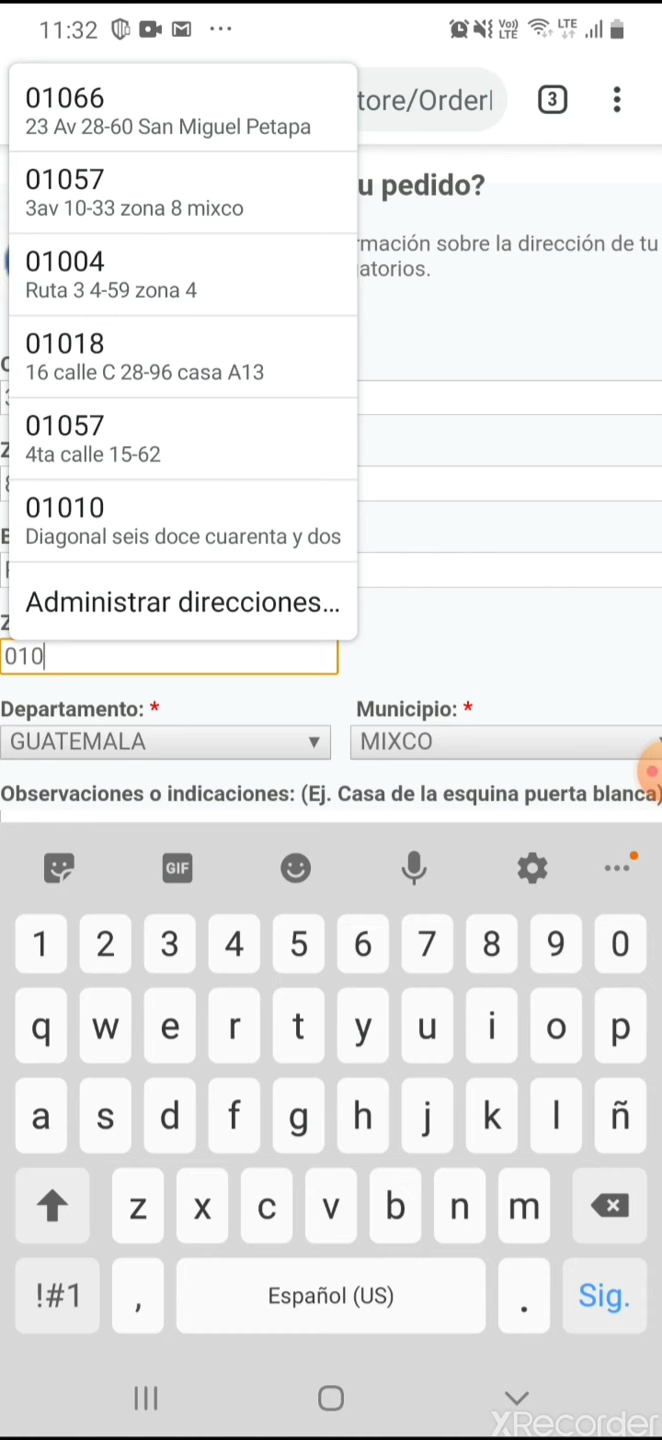 11:32 ...
Vo)) LTE LTE
tore/Orderl
3
01066
23 Av 28-60 San Miguel Petapa
01057
3av 10-33 zona 8 mixco
01004
Ruta 3 4-59 zona 4
01018
16 calle C 28-96 casa A13
01057
4ta calle 15-62
01010
Diagonal seis doce cuarenta y dos
Administrar direcciones...
u pedido?
rmación sobre la dirección de tu
atorios.
010
Departamento: * Municipio: *
GUATEMALA MIXCO
Observaciones o indicaciones: (Ej. Casa de la esquina puerta blanca)
GIF
1 2 3 4 5 6 7 8 9 0
q w e r t y u i o p
a s d f g h j k l ñ
z x c v b n m
!#1 , Español (US) . Sig.
XRecorder